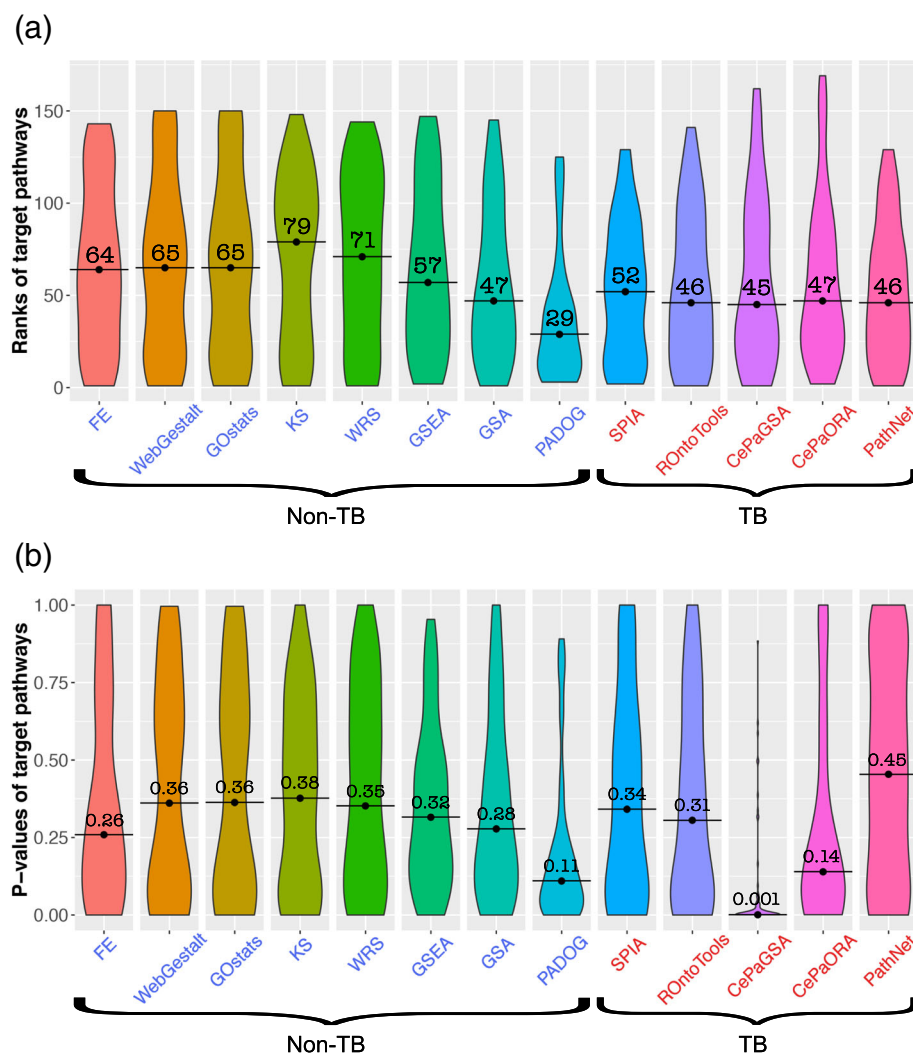 (a)
Ranks of target pathways
150
100
50
0
64
65
65
79
71
57
47
29
52
46
45
47
46
FE
WebGestalt
GOstats
KS
WRS
GSEA
GSA
PADOG
SPIA
ROntoTools
CePaGSA
CePaORA
PathNet
Non-TB
TB
(b)
P−values of target pathways
1.00
0.75
0.50
0.25
0.00
0.26
0.36
0.36
0.38
0.35
0.32
0.28
0.11
0.34
0.31
0.001
0.14
0.45
FE
WebGestalt
GOstats
KS
WRS
GSEA
GSA
PADOG
SPIA
ROntoTools
CePaGSA
CePaORA
PathNet
Non-TB
TB